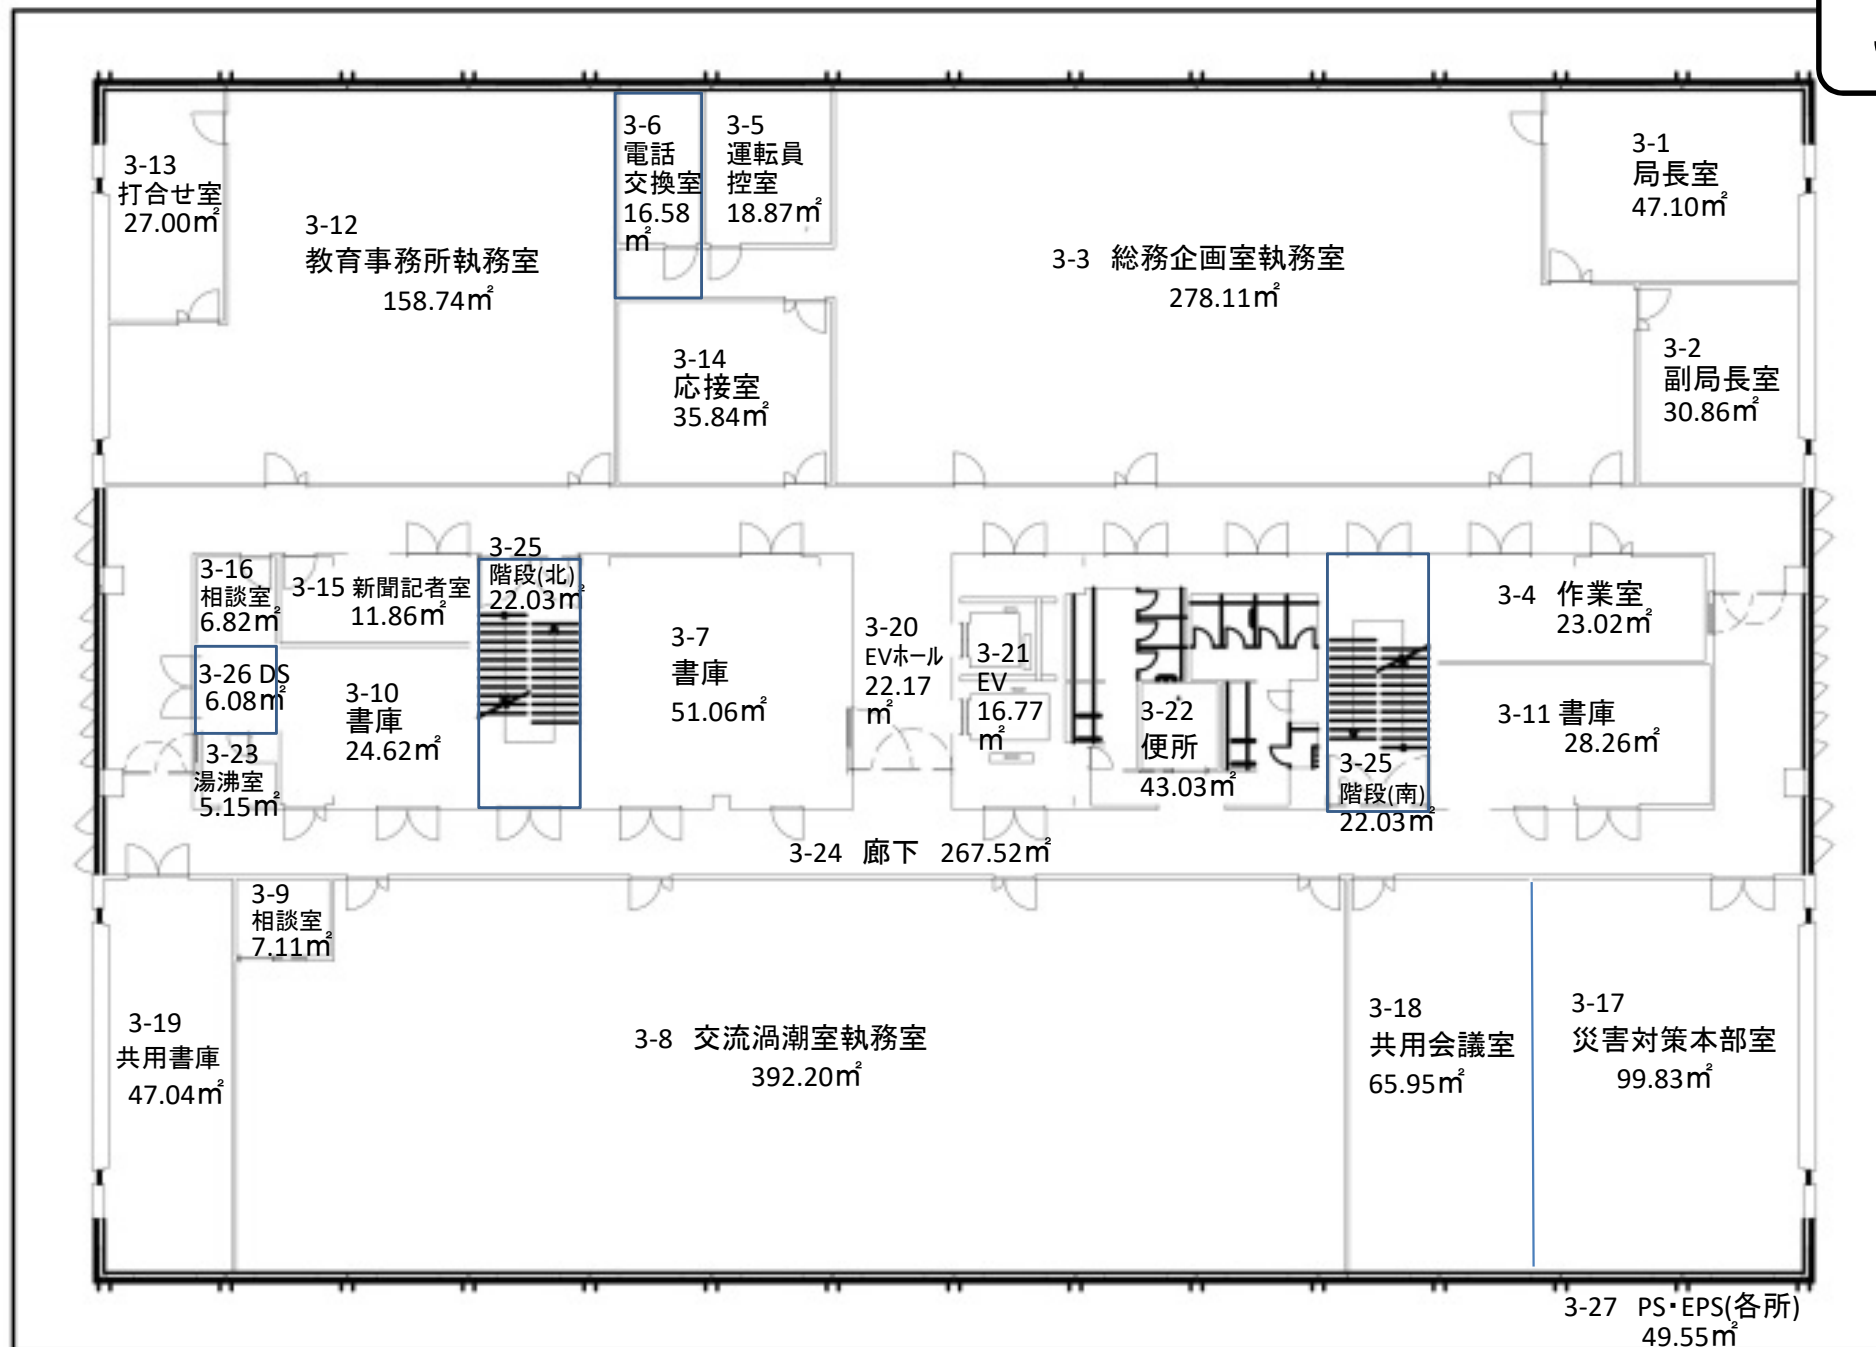 3-13
打合せ室
27.00㎡
3-12
教育事務所執務室
158.74㎡
3-6
電話
交換室
16.58
㎡
3-5
運転員
控室
18.87㎡
3-14
応接室
35.84㎡
3-3 総務企画室執務室
278.11㎡
3-1
局長室
47.10㎡
3-2
副局長室
30.86㎡
3-16
相談室
6.82㎡
3-15 新聞記者室
11.86㎡
3-25
階段(北)
22.03㎡
3-26 DS
6.08㎡
3-10
書庫
24.62㎡
3-23
湯沸室
5.15㎡
3-7
書庫
51.06㎡
3-20
EVホール
22.17
㎡
3-21
EV
16.77
㎡
3-22
便所
43.03㎡
3-25
階段(南)
22.03㎡
3-4 作業室
23.02㎡
3-11 書庫
28.26㎡
3-24 廊下 267.52㎡
3-9
相談室
7.11㎡
3-19
共用書庫
47.04㎡
3-8 交流渦潮室執務室
392.20㎡
3-18
共用会議室
65.95㎡
3-17
災害対策本部室
99.83㎡
3-27 PS・EPS(各所)
49.55㎡